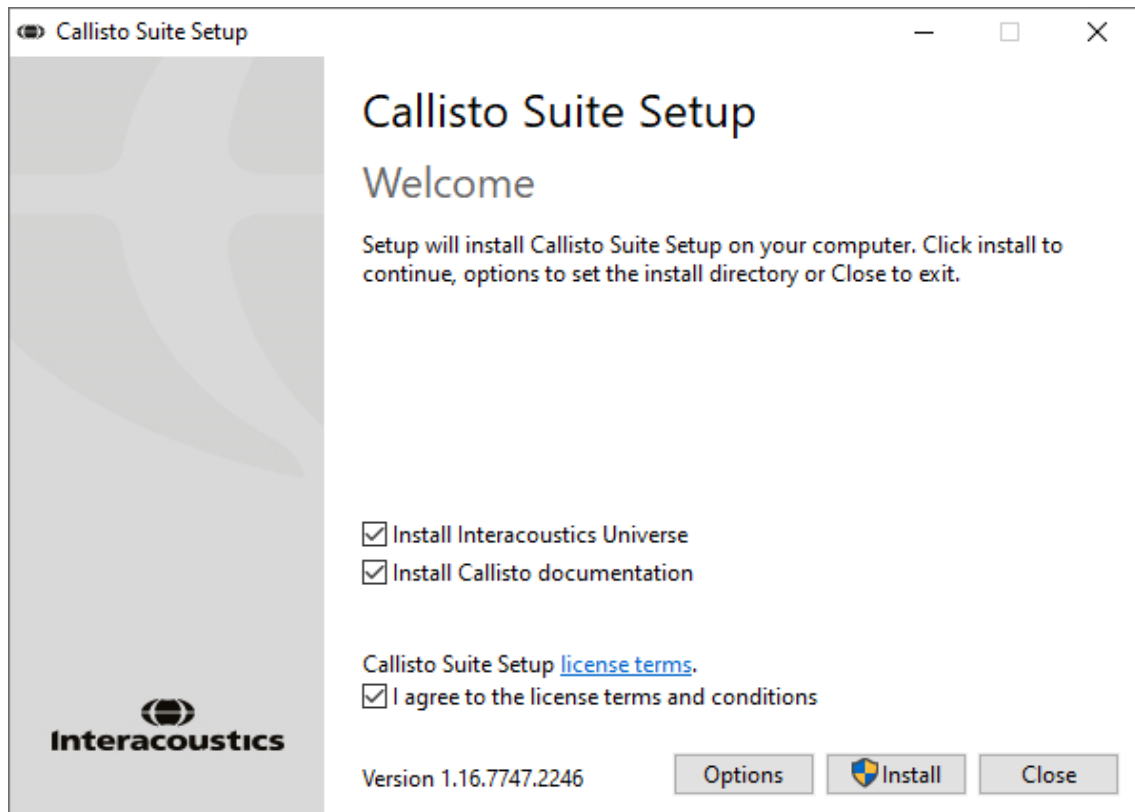 Callisto Suite Setup
Callisto Suite Setup
Welcome
Setup will install Callisto Suite Setup on your computer. Click install to
continue, options to set the install directory or Close to exit.
Install Interacoustics Universe
Install Callisto documentation
Callisto Suite Setup license terms.
I agree to the license terms and conditions
Interacoustics
Version 1.16.7747.2246
Options
Install
Close